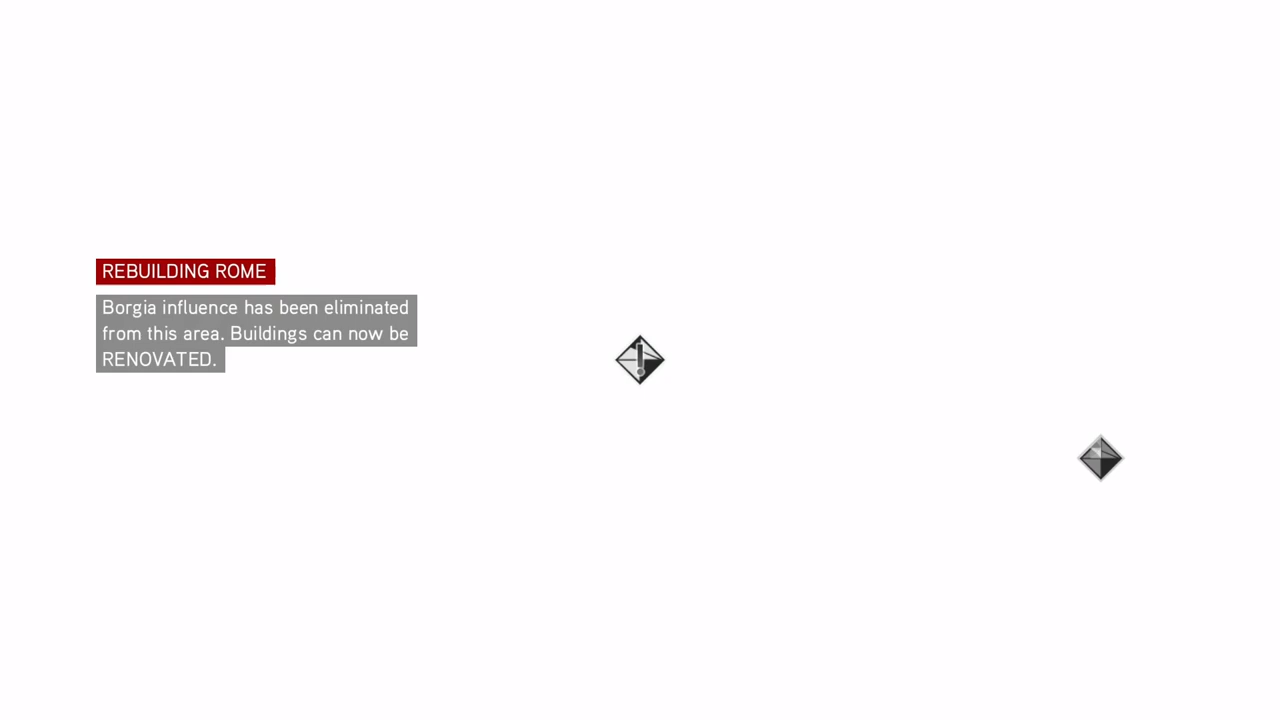 REBUILDING ROME
Borgia influence has been eliminated
from this area. Buildings can now be
RENOVATED.